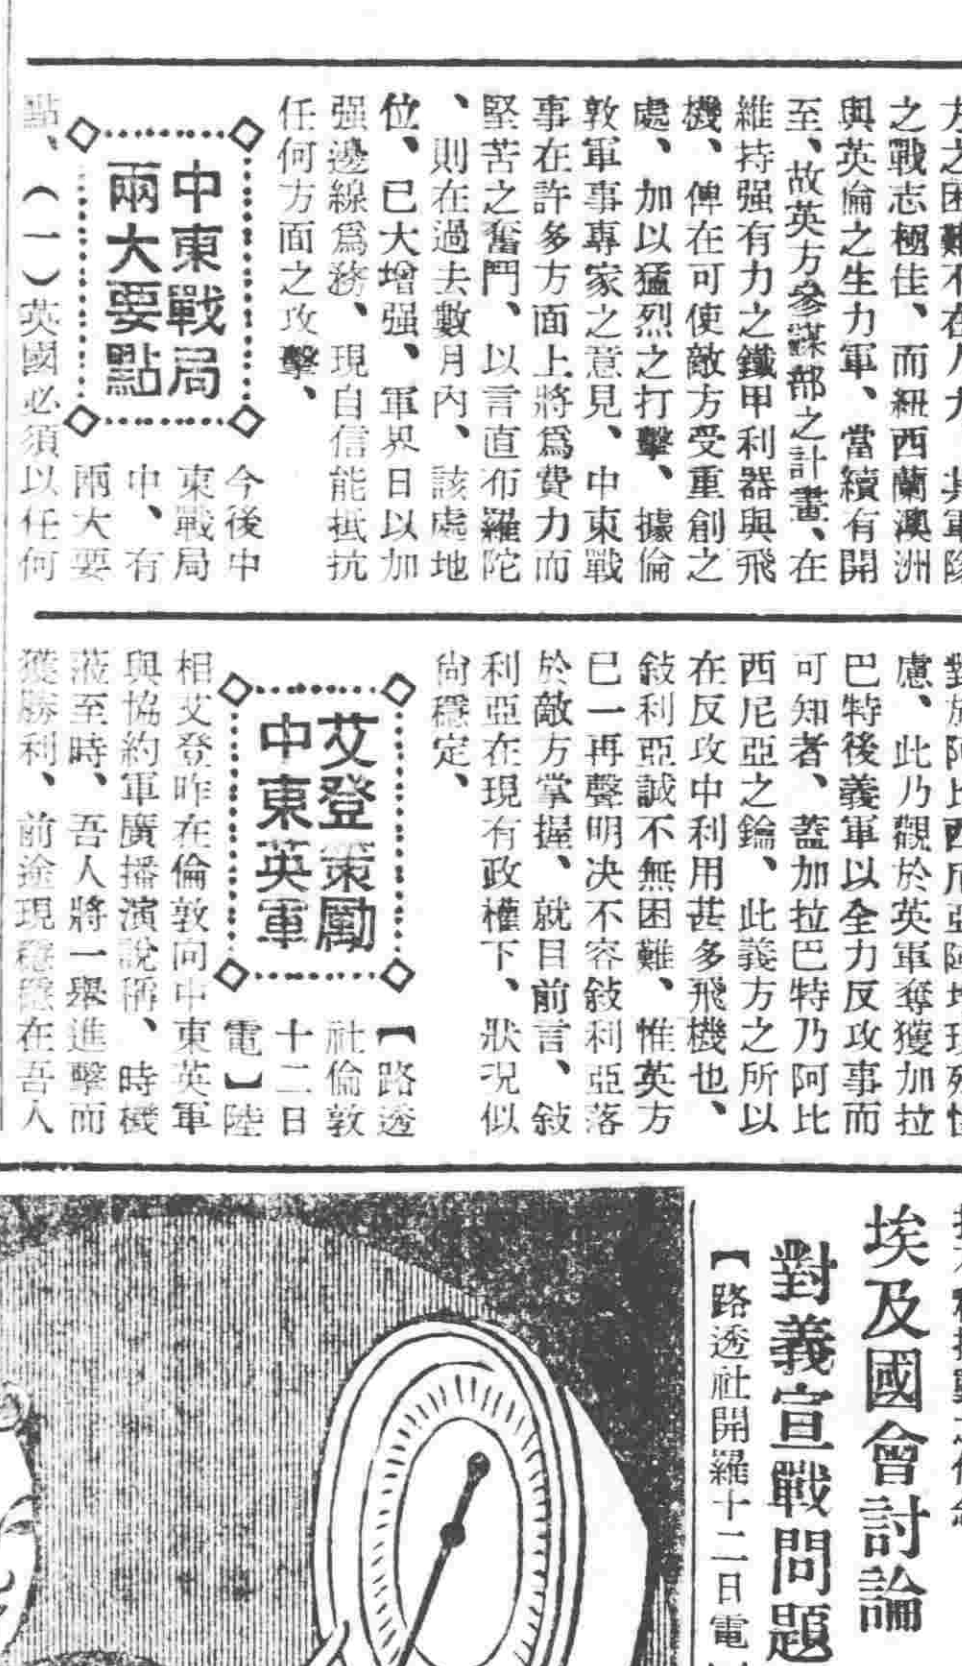 之戰志極佳、而紐西蘭澳洲
與英倫之生力軍、當續有開
至、故英方參謀部之計畫、在
維持强有力之鐵甲利器與飛
機、俾在可使敵方受重創之
處、加以猛烈之打擊、據倫
敦軍事專家之意見、中東戰
事在許多方面上將爲費力而
堅苦之奮鬥、以言直布羅陀
、則在過去數月內、該處地
位、已大增强、軍界日以加
强邊線爲務、現自信能抵抗
任何方面之攻擊、
中東戰局
兩大要點
今後中
東戰局
中、有
兩大要
點、（一）英國必須以任何
慮、此乃觀於英軍奪獲加拉
巴特後義軍以全力反攻事而
可知者、蓋加拉巴特乃阿比
西尼亞之鑰、此義方之所以
在反攻中利用甚多飛機也、
敍利亞誠不無困難、惟英方
已一再聲明決不容敍利亞落
於敵方掌握、就目前言、敍
利亞在現有政權下、狀況似
尙穩定、
艾登策勵
中東英軍
【路透
社倫敦
十二日
電】陸
相艾登昨在倫敦向中東英軍
與協約軍廣播演說稱、時機
蒞至時、吾人將一舉進擊而
獲勝利、前途現穩穩在吾人
埃及國會討論
對義宣戰問題
【路透社開羅十二日電